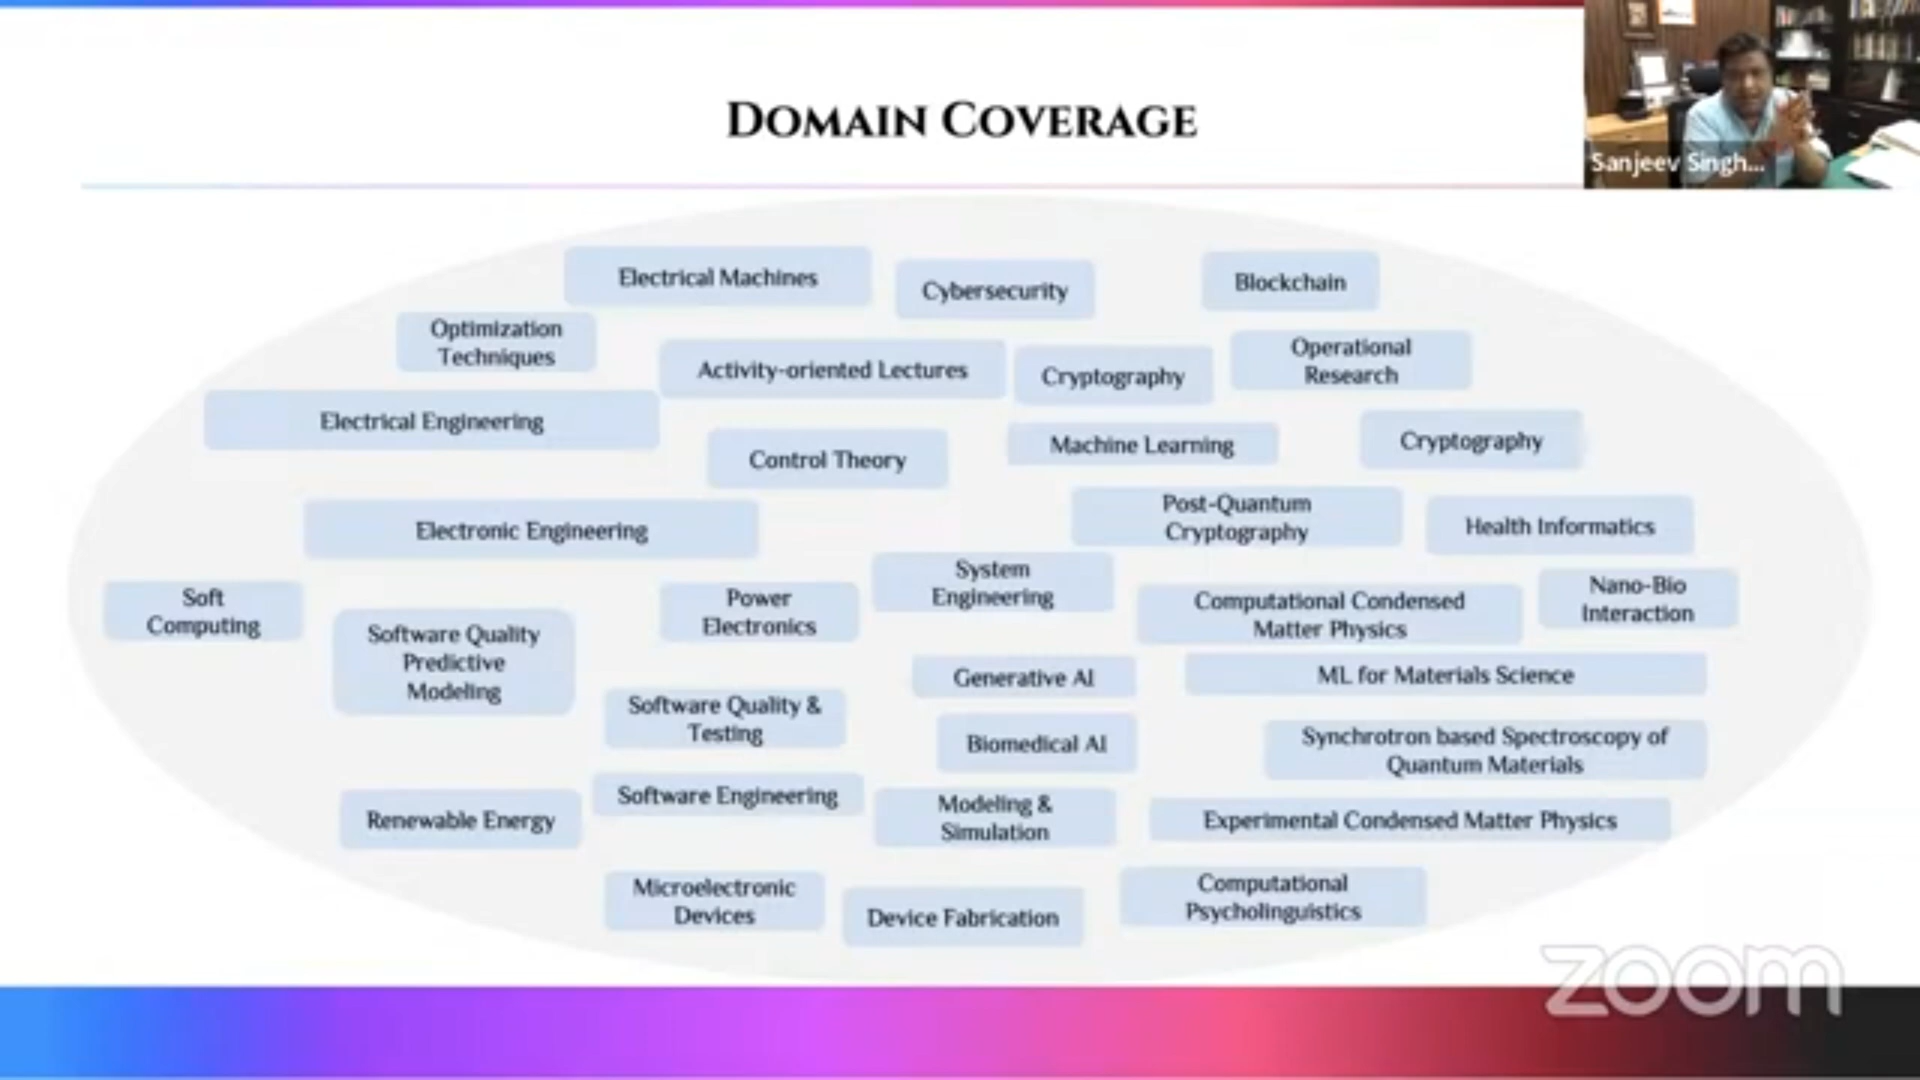 DOMAIN COVERAGE
Sanjeev Singh...
Electrical Machines
Cybersecurity
Blockchain
Optimization
Techniques
Activity-oriented Lectures
Cryptography
Operational
Research
Electrical Engineering
Control Theory
Machine Learning
Cryptography
Electronic Engineering
Post-Quantum
Cryptography
Health Informatics
Soft
Computing
Software Quality
Predictive
Modeling
Power
Electronics
System
Engineering
Computational Condensed
Matter Physics
Nano-Bio
Interaction
Generative AI
ML for Materials Science
Software Quality &
Testing
Biomedical AI
Synchrotron based Spectroscopy of
Quantum Materials
Renewable Energy
Software Engineering
Modeling &
Simulation
Experimental Condensed Matter Physics
Microelectronic
Devices
Device Fabrication
Computational
Psycholinguistics
zoom